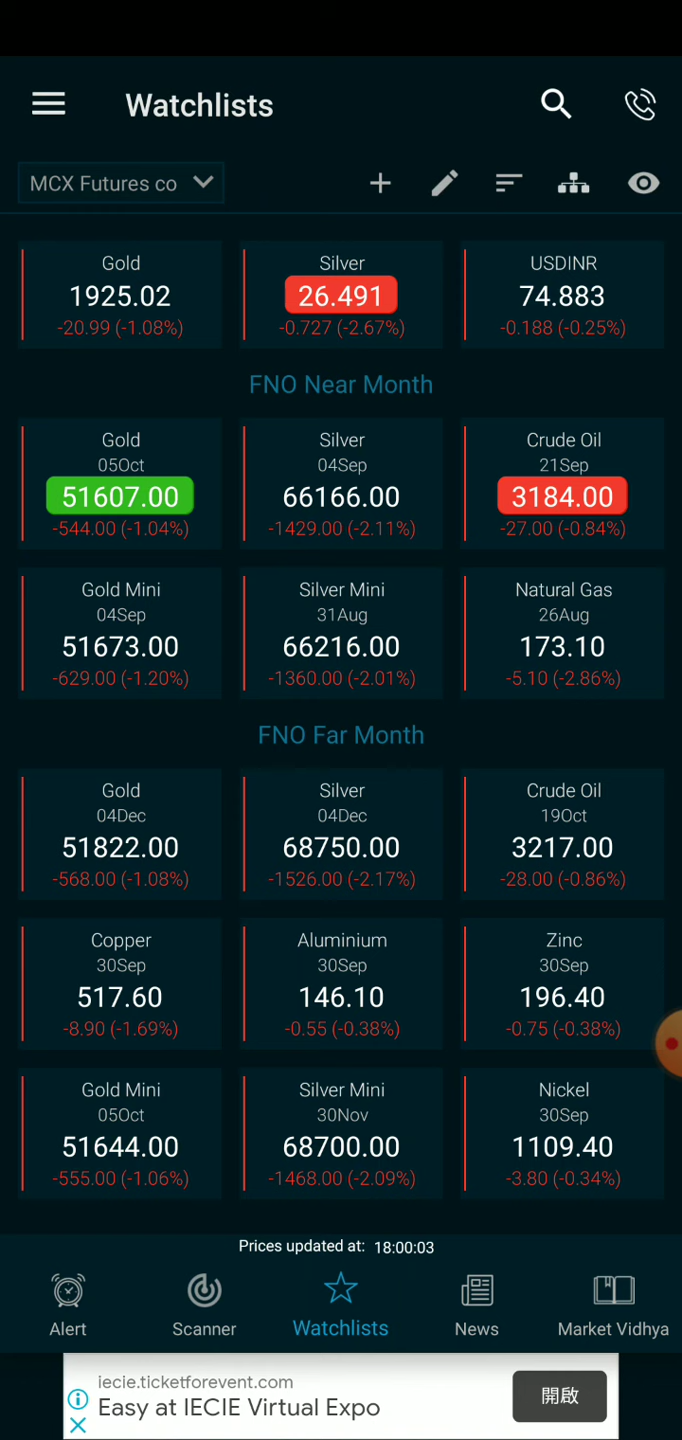 Watchlists
MCX Futures co
Gold Silver USDINR
1925.02 26.491 74.883
-20.99 (-1.08%) -0.727 (-2.67%) -0.188 (-0.25%)
FNO Near Month
Gold Silver Crude Oil
05Oct 04Sep 21Sep
51607.00 66166.00 3184.00
-544.00 (-1.04%) -1429.00 (-2.11%) -27.00 (-0.84%)
Gold Mini Silver Mini Natural Gas
04Sep 31Aug 26Aug
51673.00 66216.00 173.10
-629.00 (-1.20%) -1360.00 (-2.01%) -5.10 (-2.86%)
FNO Far Month
Gold Silver Crude Oil
04Dec 04Dec 19Oct
51822.00 68750.00 3217.00
-568.00 (-1.08%) -1526.00 (-2.17%) -28.00 (-0.86%)
Copper Aluminium Zinc
30Sep 30Sep 30Sep
517.60 146.10 196.40
-8.90 (-1.69%) -0.55 (-0.38%) -0.75 (-0.38%)
Gold Mini Silver Mini Nickel
05Oct 30Nov 30Sep
51644.00 68700.00 1109.40
-555.00 (-1.06%) -1468.00 (-2.09%) -3.80 (-0.34%)
Prices updated at: 18:00:03
Alert Scanner Watchlists News Market Vidhya
iecie.ticketforevent.com
Easy at IECIE Virtual Expo
開啟